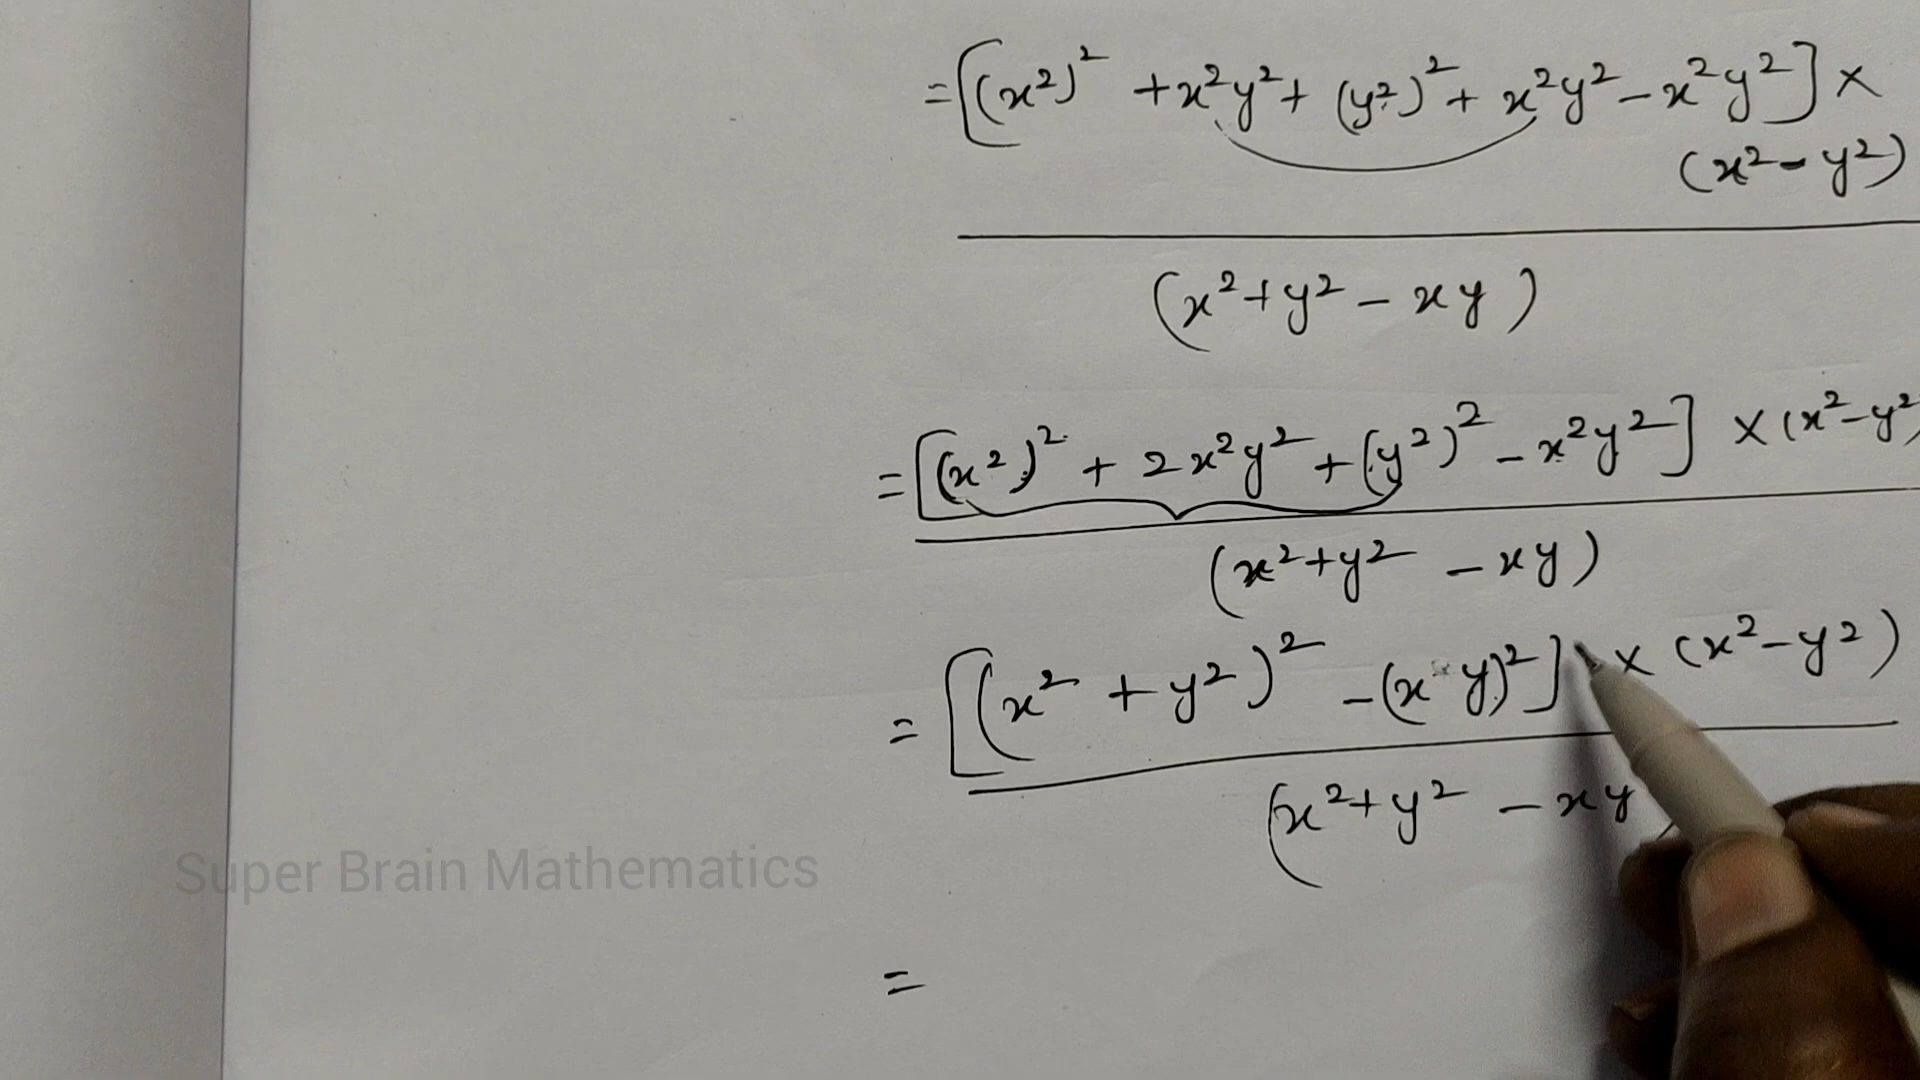 = [(x²)² + x²y² + (y²)² + x²y² - x²y²] ×
(x² - y²)
(x² + y² - xy)
= [(x²)² + 2x²y² + (y²)² - x²y²] × (x² - y²
(x² + y² - xy)
= [(x² + y²)² - (xy)²] × (x² - y²)
(x² + y² - xy
Super Brain Mathematics
=